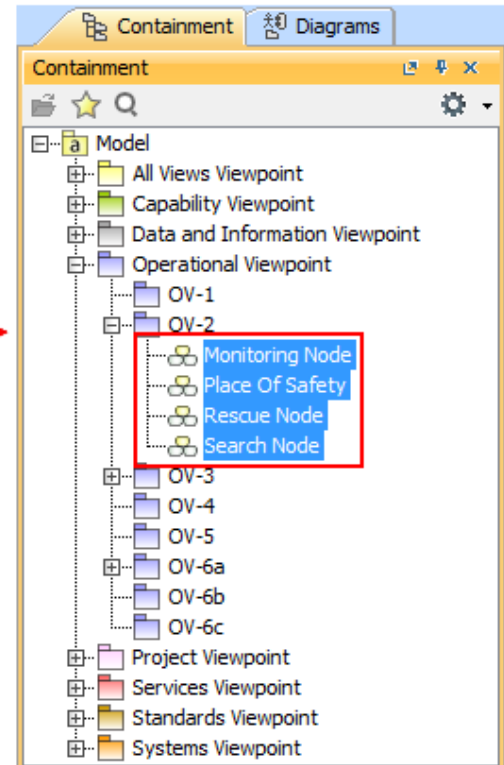 Containment Diagrams
Containment
a Model
All Views Viewpoint
Capability Viewpoint
Data and Information Viewpoint
Operational Viewpoint
OV-1
OV-2
Monitoring Node
Place Of Safety
Rescue Node
Search Node
OV-3
OV-4
OV-5
OV-6a
OV-6b
OV-6c
Project Viewpoint
Services Viewpoint
Standards Viewpoint
Systems Viewpoint